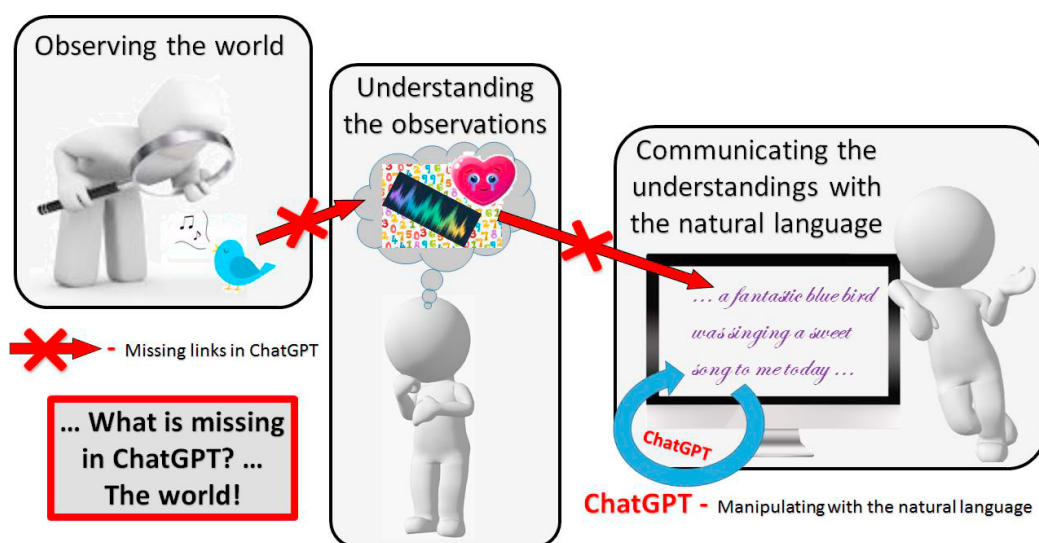 Observing the world
Understanding
the observations
Communicating the
understandings with
the natural language
... a fantastic blue bird
was singing a sweet
song to me today ...
ChatGPT
- Missing links in ChatGPT
... What is missing
in ChatGPT? ...
The world!
ChatGPT - Manipulating with the natural language